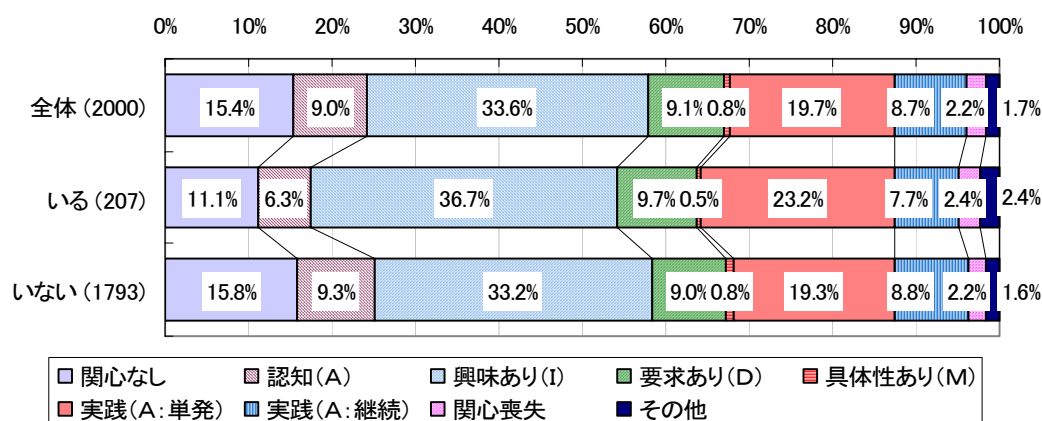 0% 10% 20% 30% 40% 50% 60% 70% 80% 90% 100%
全体(2000) 15.4% 9.0% 33.6% 9.1% 0.8% 19.7% 8.7% 2.2% 1.7%
いる(207) 11.1% 6.3% 36.7% 9.7% 0.5% 23.2% 7.7% 2.4% 2.4%
いない(1793) 15.8% 9.3% 33.2% 9.0% 0.8% 19.3% 8.8% 2.2% 1.6%
関心なし 認知(A) 興味あり(I) 要求あり(D) 具体性あり(M)
実践(A:単発) 実践(A:継続) 関心喪失 その他